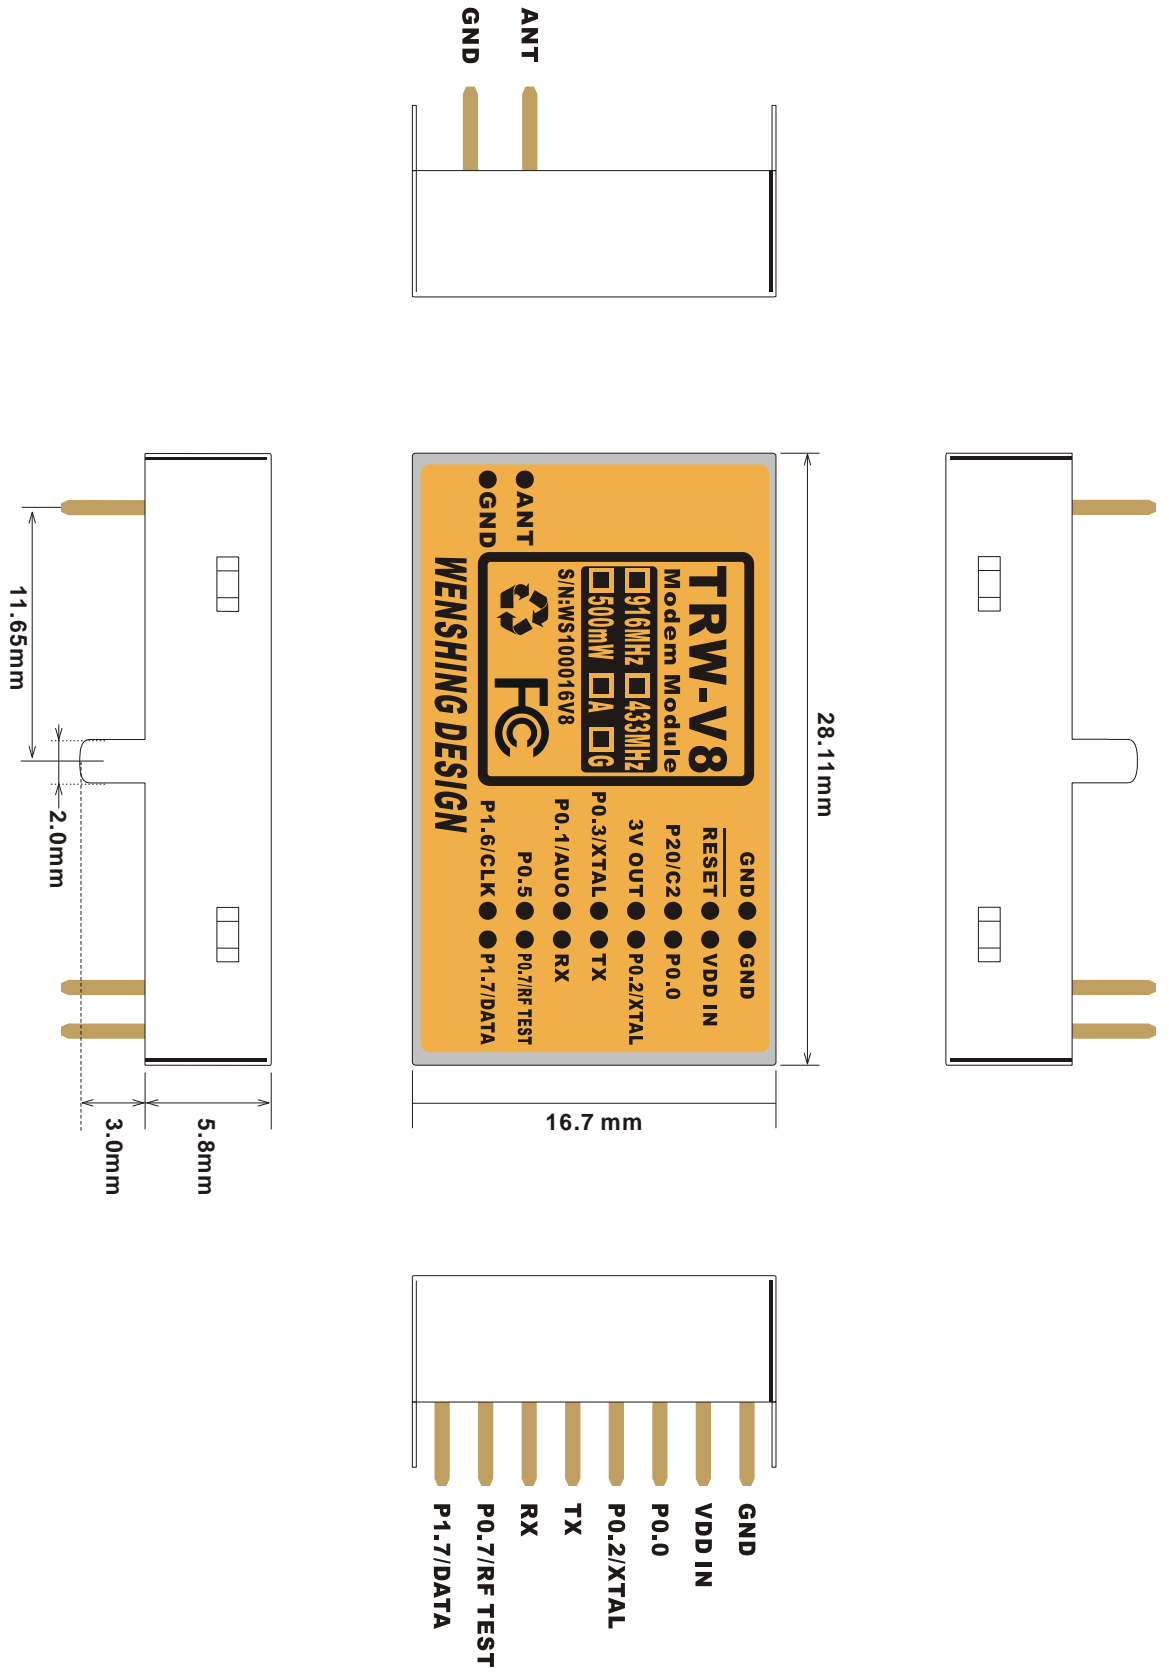 GND
ANT
TRW-V8
Modem Module
916MHz 433MHz
500mW A G
S/N:WS100016V8
FC
WENSHING DESIGN
ANT
GND
GND
RESET
P20/C2
3V OUT
P0.3/XTAL
P0.1/AUO
P0.5
P1.6/CLK
GND
VDD IN
P0.0
P0.2/XTAL
TX
RX
P0.7/RF TEST
P1.7/DATA
28.11mm
16.7 mm
11.65mm
2.0mm
3.0mm
5.8mm
GND
VDD IN
P0.0
P0.2/XTAL
TX
RX
P0.7/RF TEST
P1.7/DATA